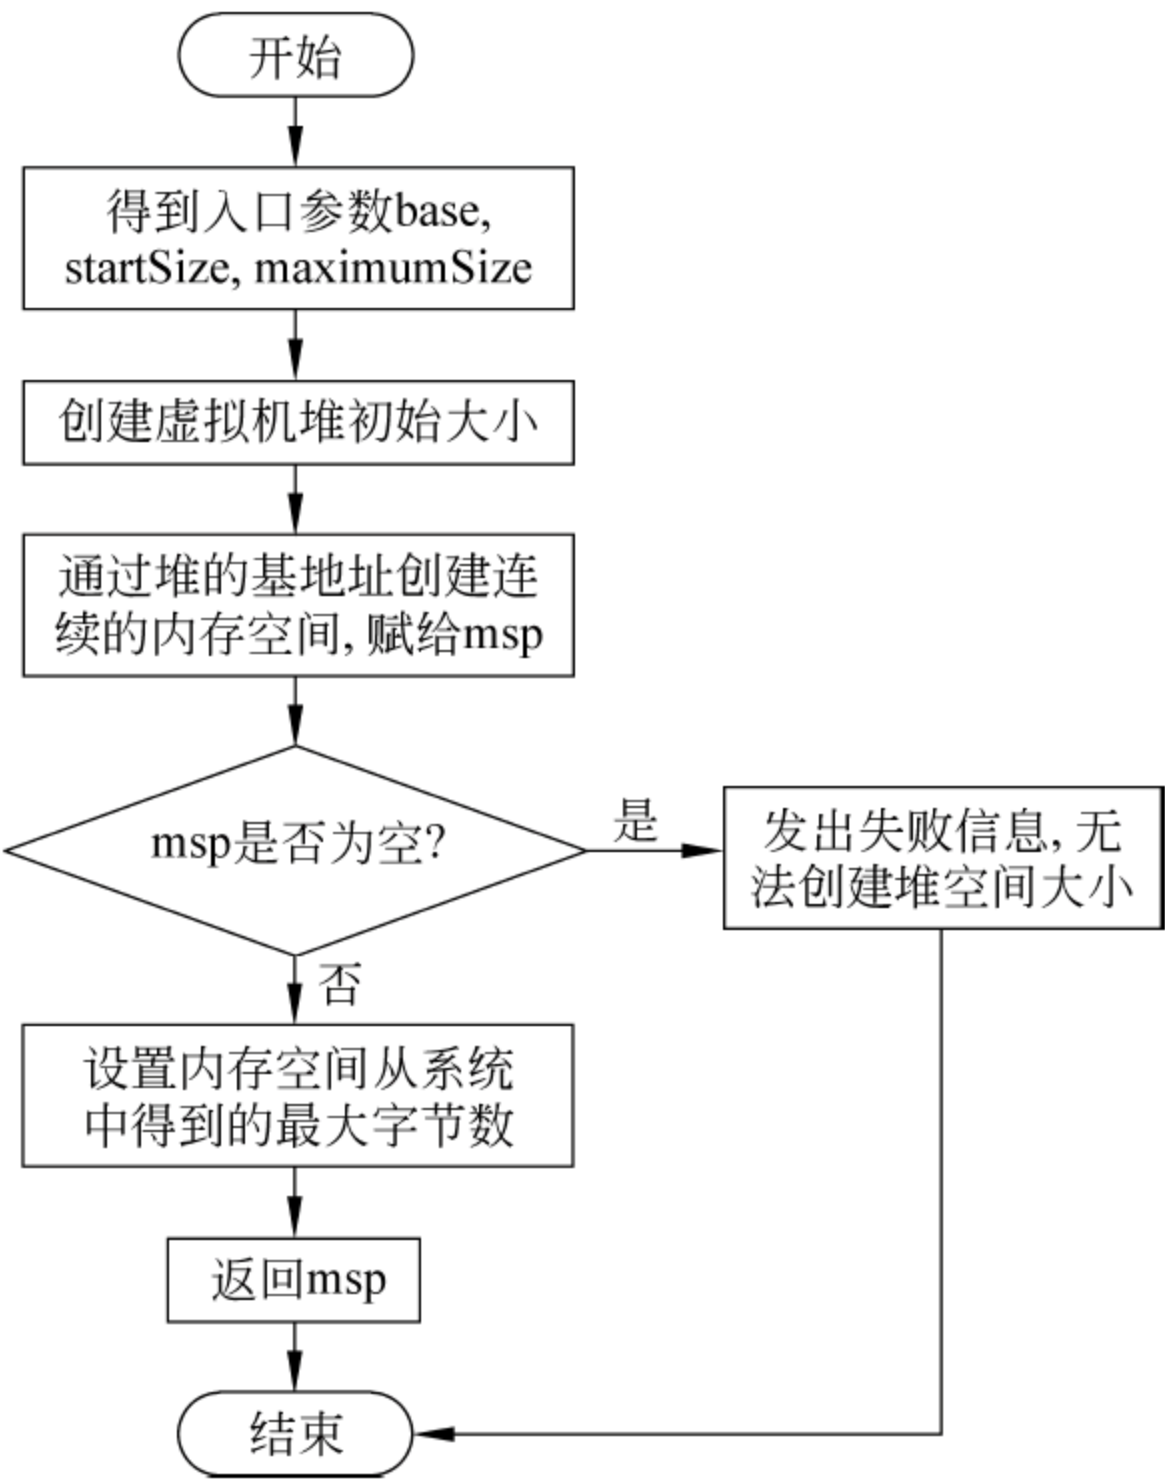 开始
得到入口参数base,
startSize, maximumSize
创建虚拟机堆初始大小
通过堆的基地址创建连
续的内存空间, 赋给msp
msp是否为空?
是
发出失败信息, 无
法创建堆空间大小
否
设置内存空间从系统
中得到的最大字节数
返回msp
结束